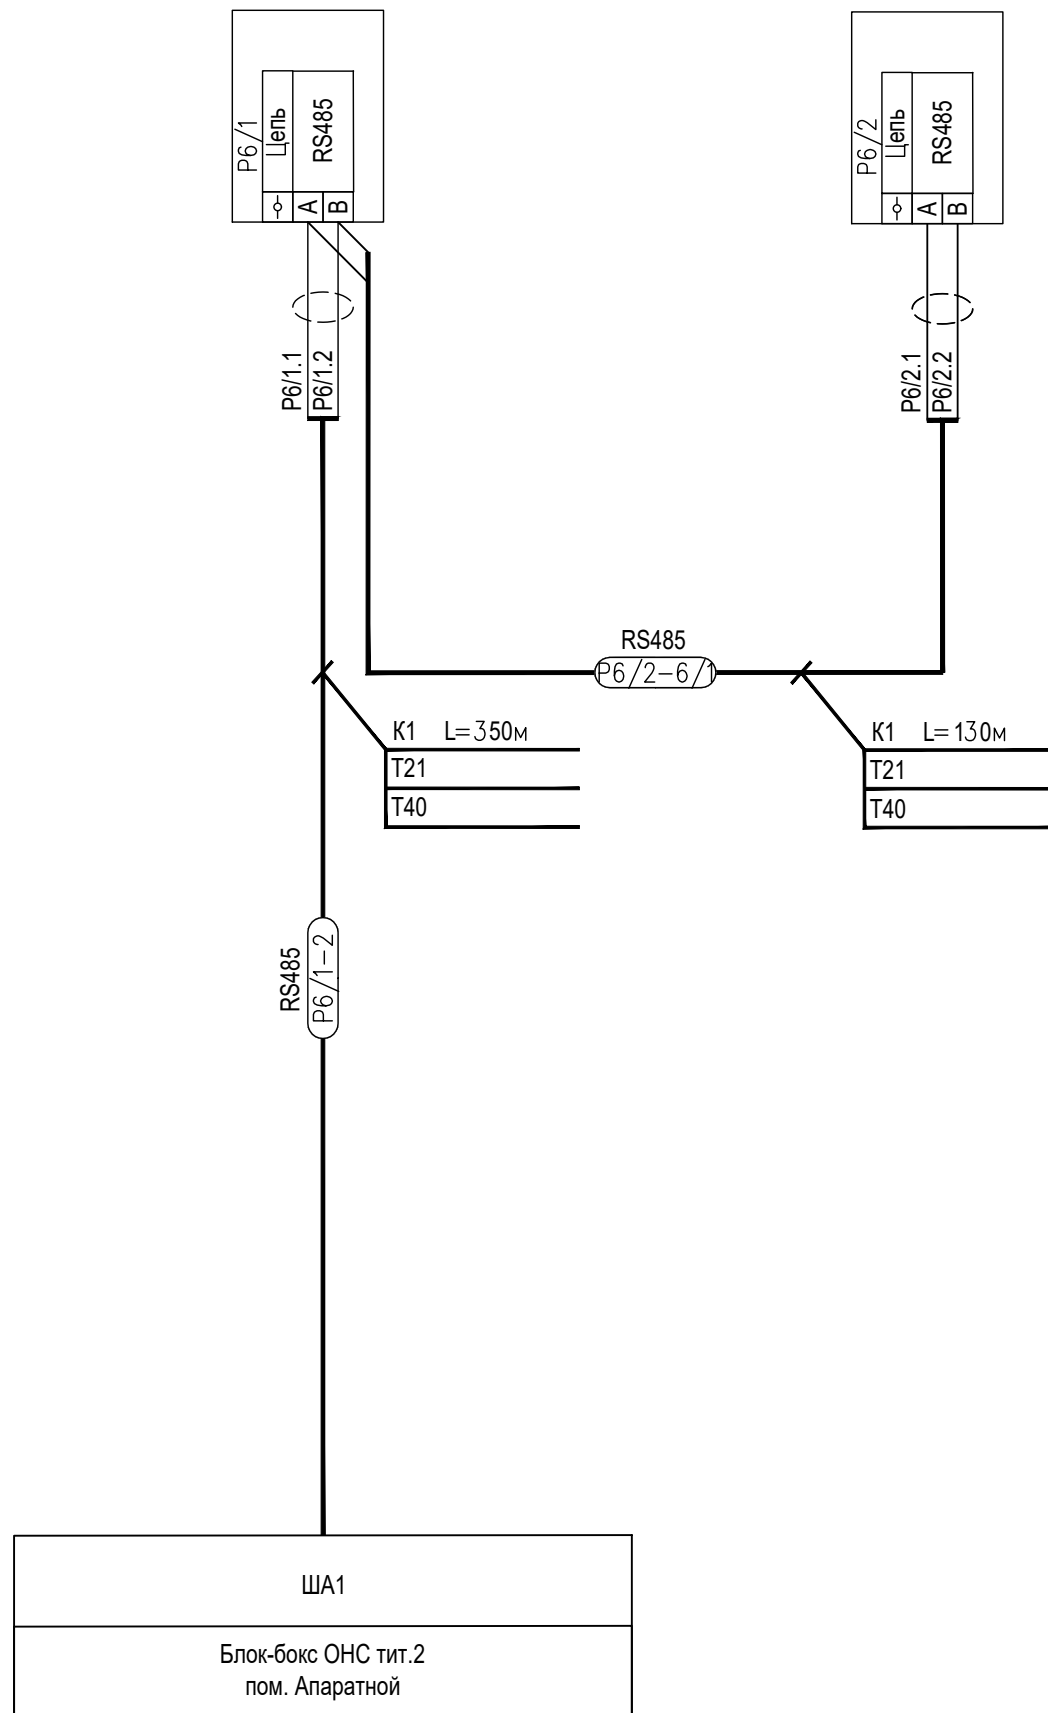 Р6/1
Цепь
RS485
A
B
Р6/1.1
Р6/1.2
Р6/2
Цепь
RS485
A
B
Р6/2.1
Р6/2.2
RS485
Р6/2-6/1
К1 L=350м
Т21
Т40
К1 L=130м
Т21
Т40
RS485
Р6/1-2
ША1
Блок-бокс ОНС тит.2
пом. Апаратной